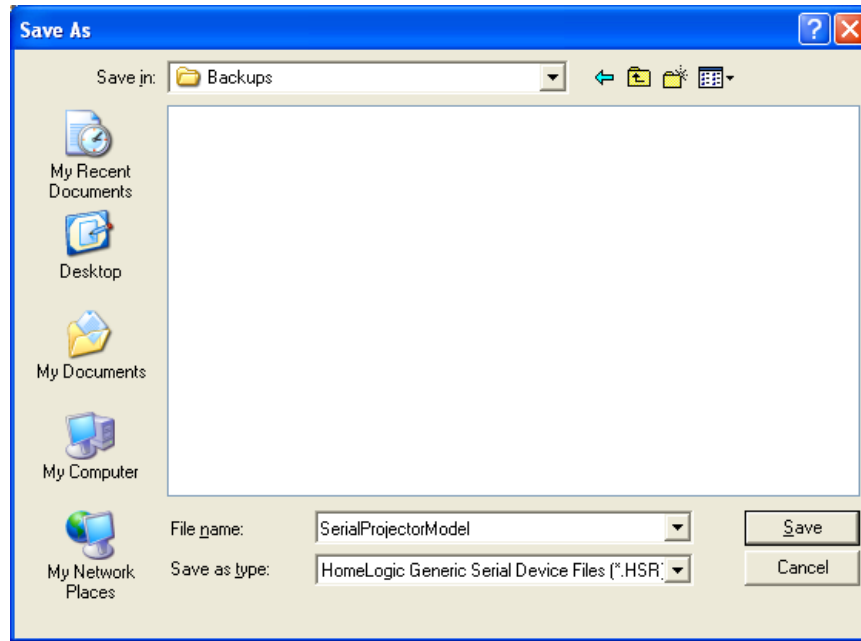 Save As
Save in:
Backups
My Recent
Documents
Desktop
My Documents
My Computer
My Network
Places
File name:
SerialProjectorModel
Save
Save as type:
HomeLogic Generic Serial Device Files (*.HSR)
Cancel